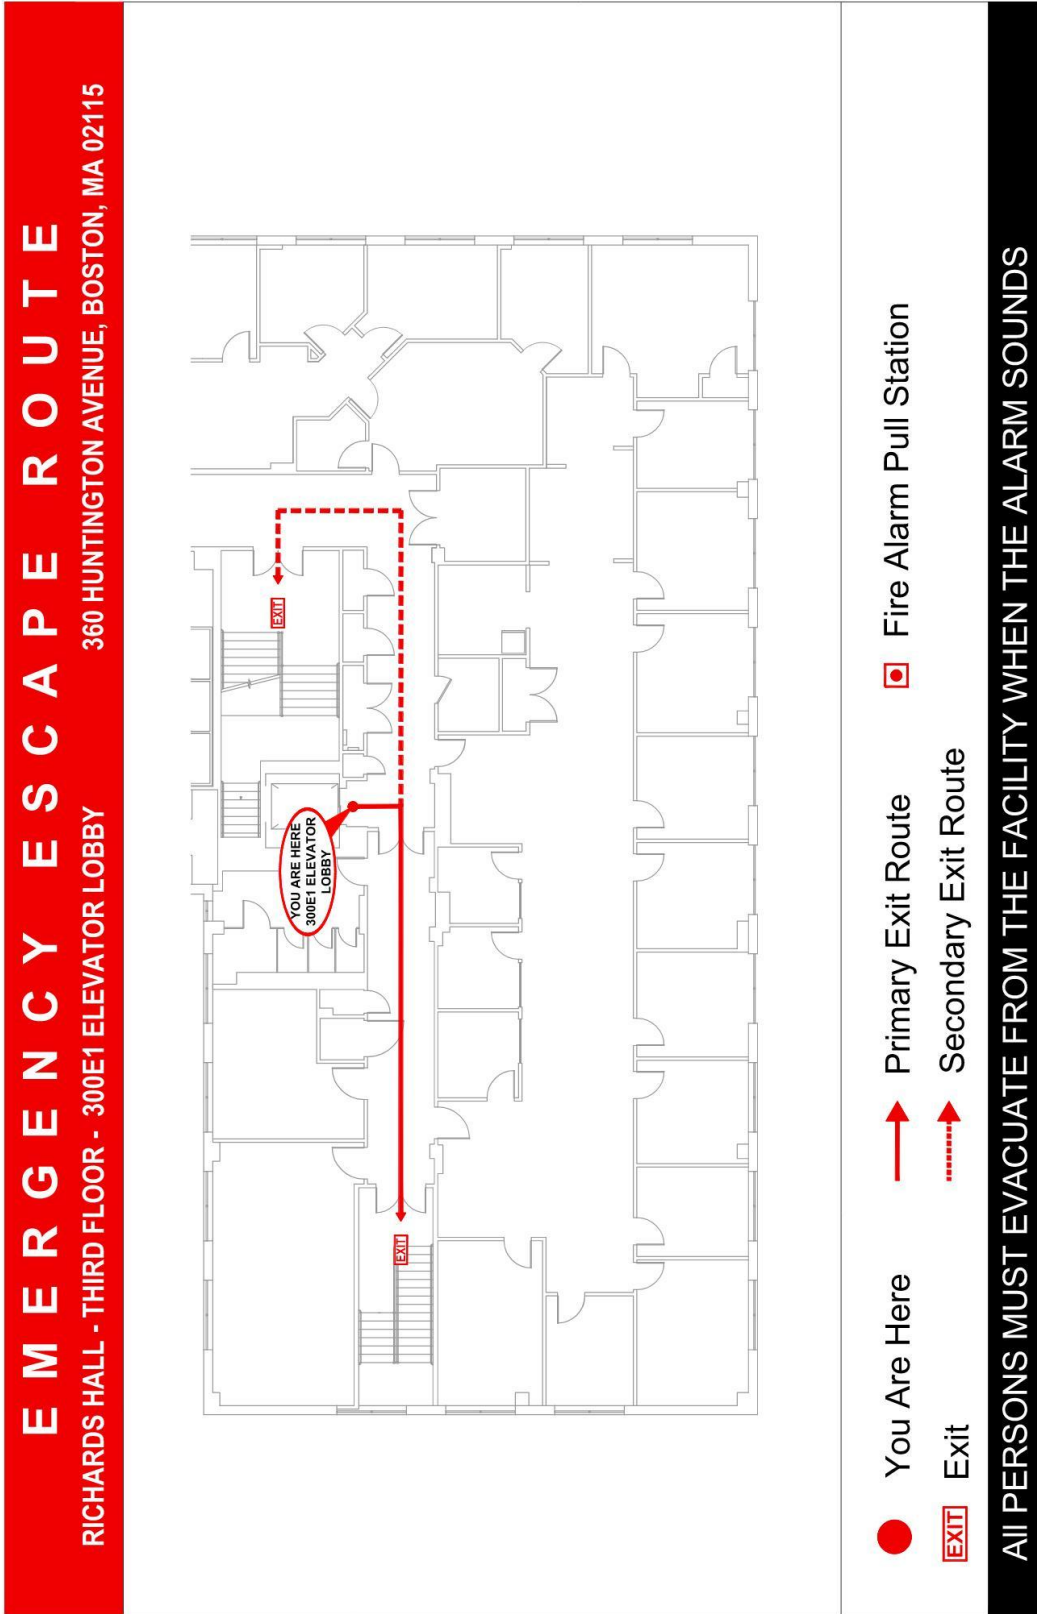 EMERGENCY ESCAPE ROUTE
RICHARDS HALL - THIRD FLOOR - 300E1 ELEVATOR LOBBY
360 HUNTINGTON AVENUE, BOSTON, MA 02115
EXIT
YOU ARE HERE
300E1 ELEVATOR
LOBBY
EXIT
You Are Here
Primary Exit Route
Fire Alarm Pull Station
EXIT Exit
Secondary Exit Route
All PERSONS MUST EVACUATE FROM THE FACILITY WHEN THE ALARM SOUNDS